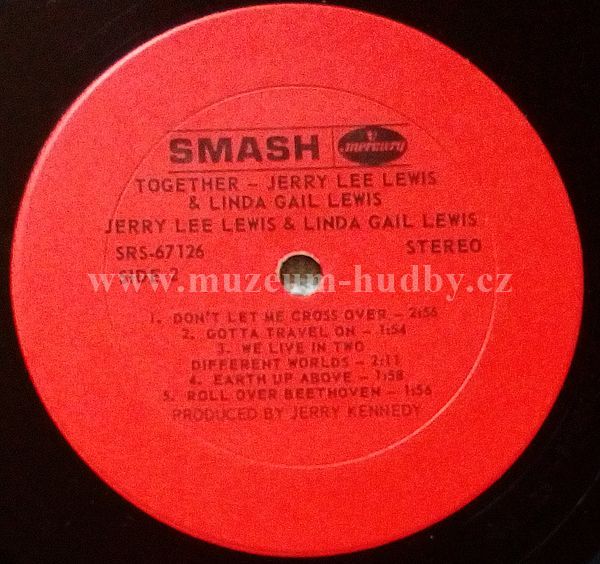 SMASH mercury
TOGETHER – JERRY LEE LEWIS
& LINDA GAIL LEWIS
JERRY LEE LEWIS & LINDA GAIL LEWIS
SRS-67126 STEREO
SIDE 2
www.muzeum-hudby.cz
1. DON'T LET ME CROSS OVER – 2:56
2. GOTTA TRAVEL ON – 1:54
3. WE LIVE IN TWO
DIFFERENT WORLDS – 2:11
4. EARTH UP ABOVE – 1:58
5. ROLL OVER BEETHOVEN – 1:56
PRODUCED BY JERRY KENNEDY